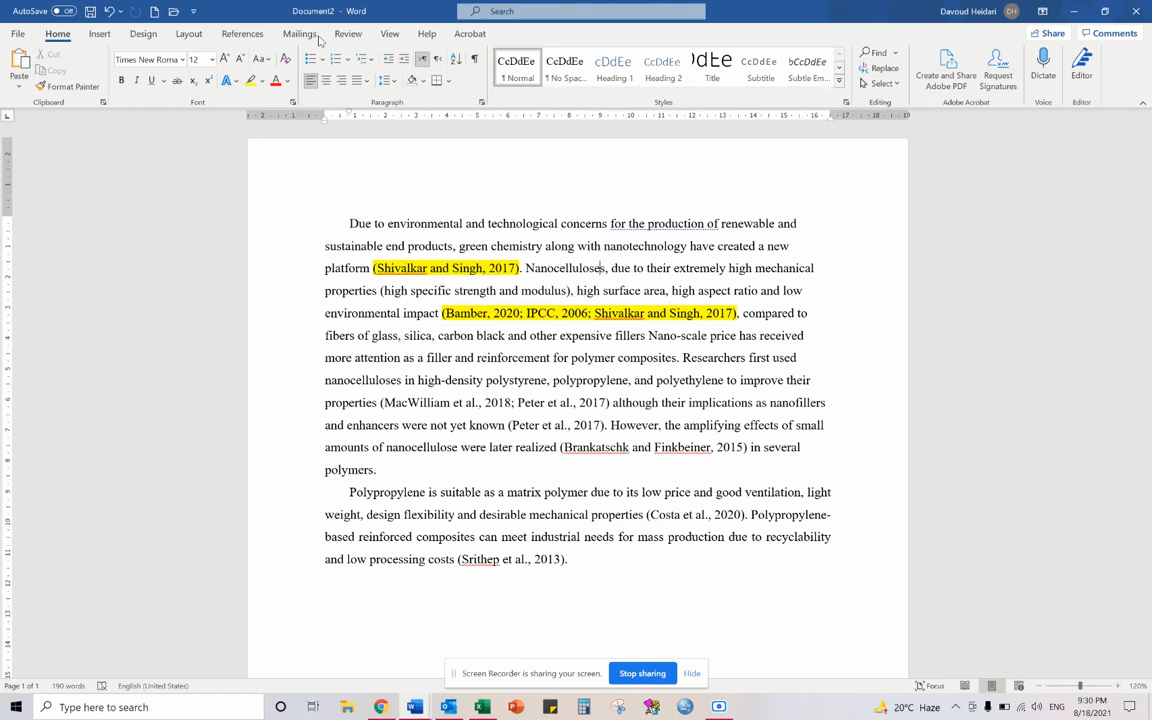 AutoSave Off
Document2 - Word
Search
Davoud Heidari DH
File Home Insert Design Layout References Mailings Review View Help Acrobat Share Comments
Paste
Cut
Copy
Format Painter
Clipboard
Times New Roma 12
Font
Paragraph
AaBbCcDdEe
¶ Normal
¶ No Spac...
Heading 1
Heading 2
Title
Subtitle
Subtle Em...
Styles
Find
Replace
Select
Editing
Create and Share
Adobe PDF
Request
Signatures
Adobe Acrobat
Dictate
Voice
Editor
Editor
Due to environmental and technological concerns for the production of renewable and
sustainable end products, green chemistry along with nanotechnology have created a new
platform (Shivalkar and Singh, 2017). Nanocelluloses, due to their extremely high mechanical
properties (high specific strength and modulus), high surface area, high aspect ratio and low
environmental impact (Bamber, 2020; IPCC, 2006; Shivalkar and Singh, 2017), compared to
fibers of glass, silica, carbon black and other expensive fillers Nano-scale price has received
more attention as a filler and reinforcement for polymer composites. Researchers first used
nanocelluloses in high-density polystyrene, polypropylene, and polyethylene to improve their
properties (MacWilliam et al., 2018; Peter et al., 2017) although their implications as nanofillers
and enhancers were not yet known (Peter et al., 2017). However, the amplifying effects of small
amounts of nanocellulose were later realized (Brankatschk and Finkbeiner, 2015) in several
polymers.
Polypropylene is suitable as a matrix polymer due to its low price and good ventilation, light
weight, design flexibility and desirable mechanical properties (Costa et al., 2020). Polypropylene-
based reinforced composites can meet industrial needs for mass production due to recyclability
and low processing costs (Srithep et al., 2013).
Screen Recorder is sharing your screen. Stop sharing Hide
Page 1 of 1 190 words English (United States) Focus 120%
Type here to search
20°C Haze
ENG
9:30 PM
8/18/2021